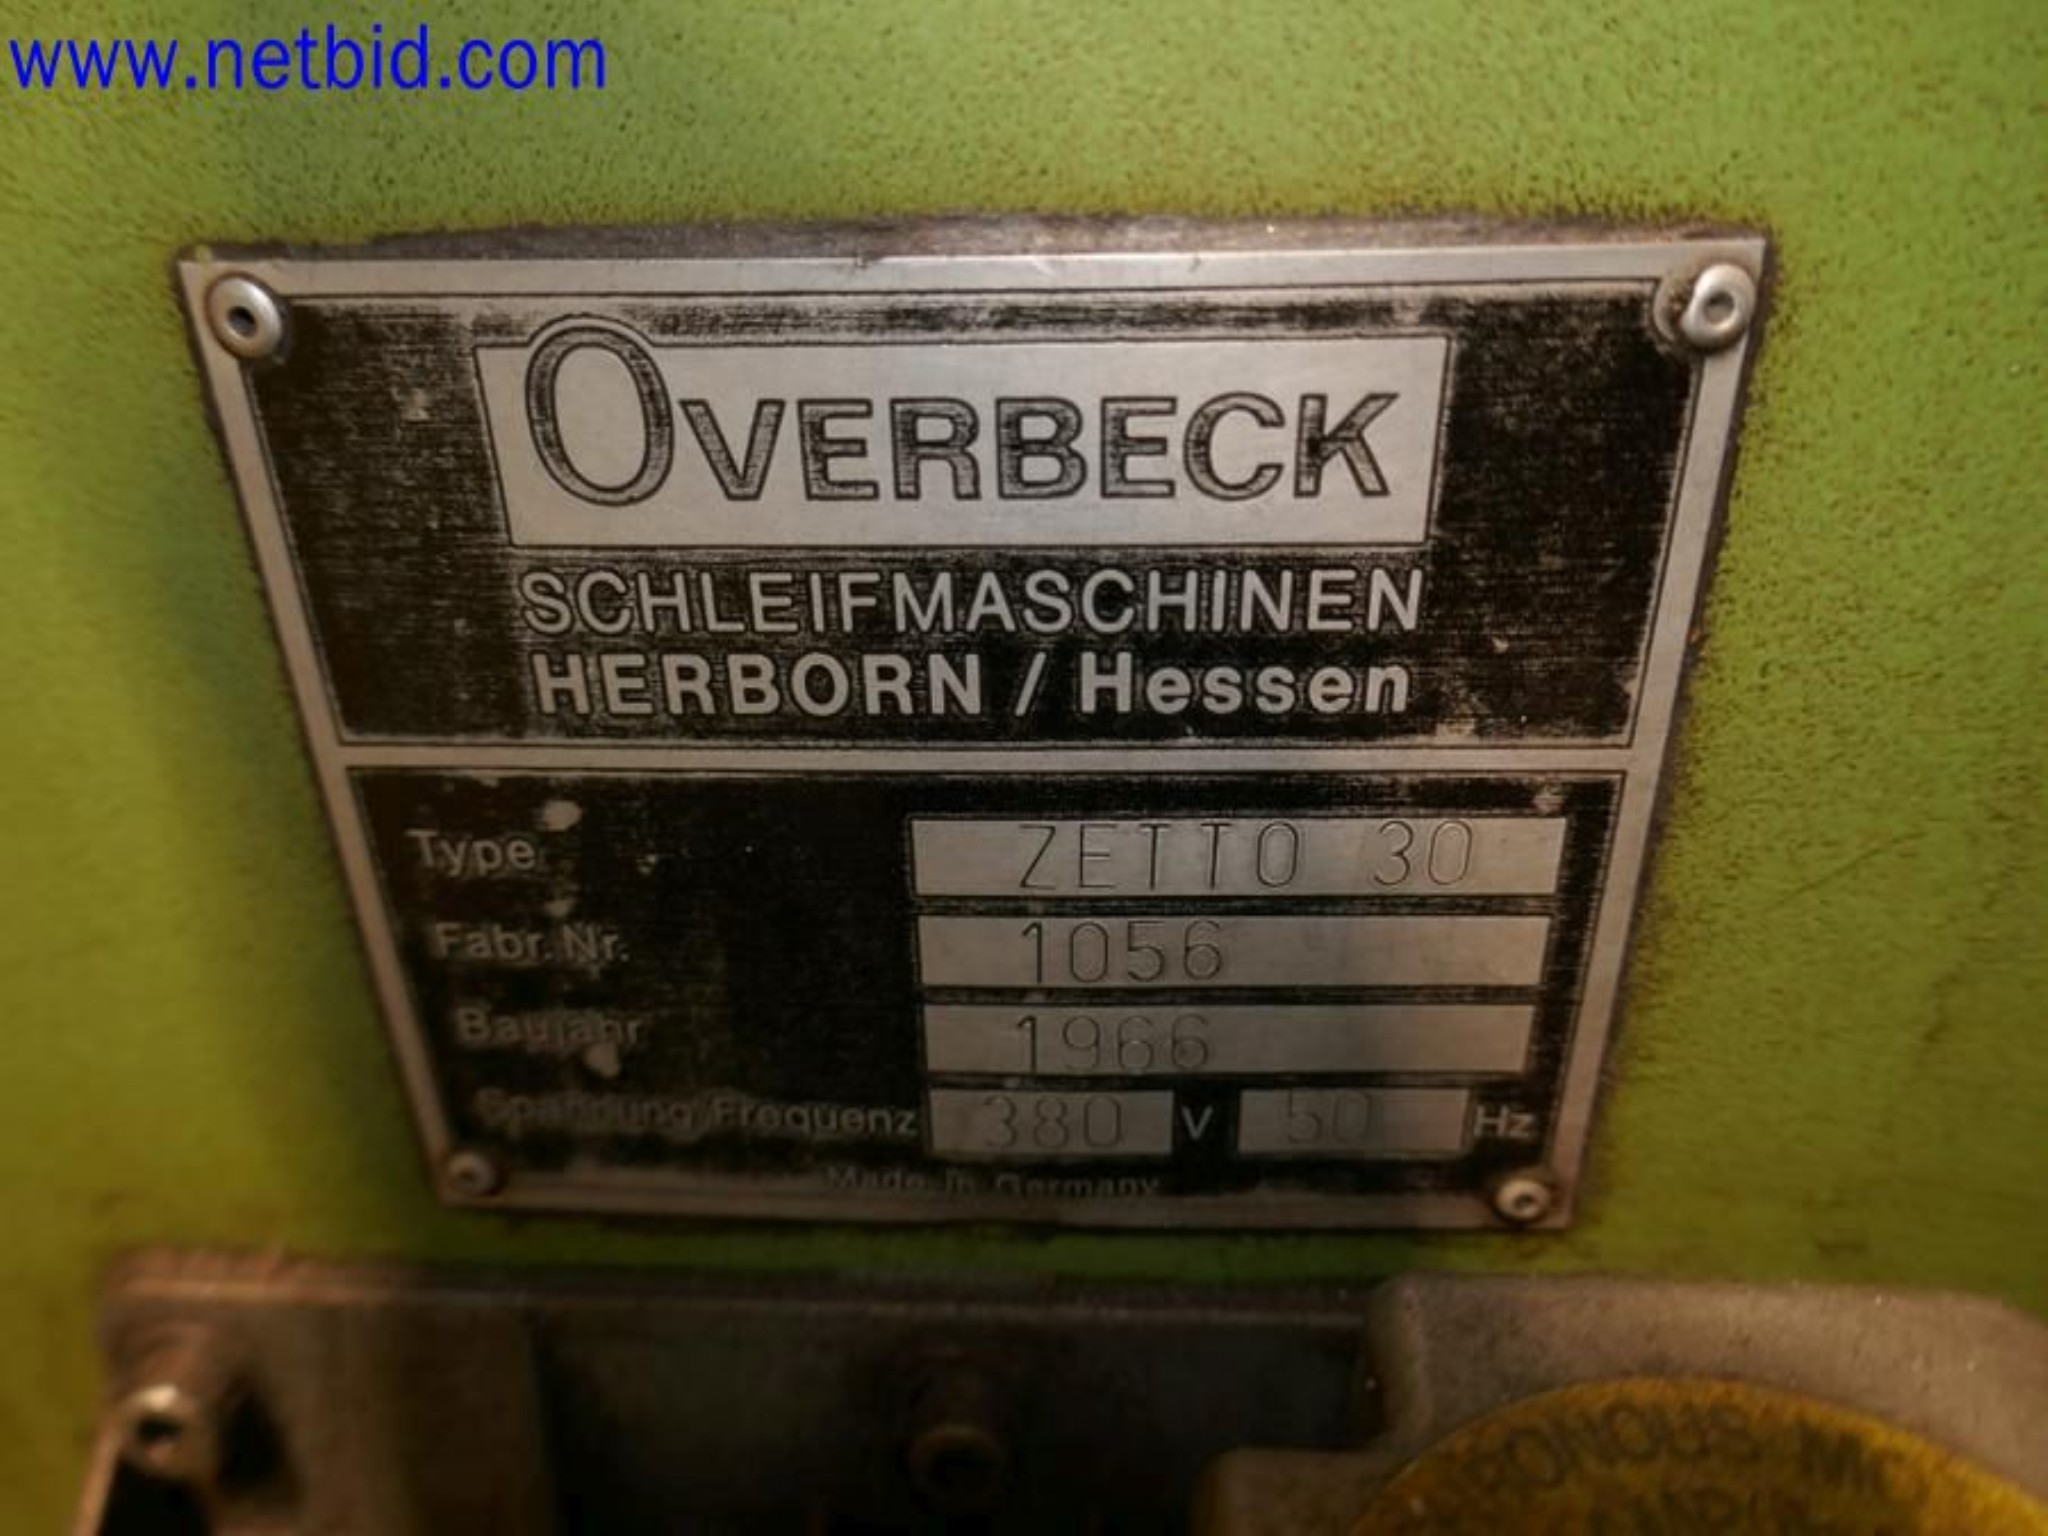 www.netbid.com
OVERBECK
SCHLEIFMASCHINEN
HERBORN / Hessen
Type ZETTO 30
Fabr. Nr. 1056
Baujahr 1966
Spannung/Frequenz 380 V 50 Hz
Made in Germany